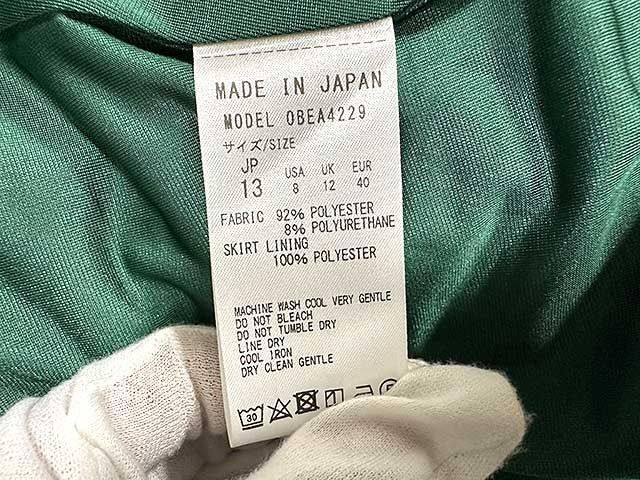 MADE IN JAPAN
MODEL OBEA4229
サイズ/SIZE
JP USA UK EUR
13 8 12 40
FABRIC 92% POLYESTER
8% POLYURETHANE
SKIRT LINING
100% POLYESTER
MACHINE WASH COOL VERY GENTLE
DO NOT BLEACH
DO NOT TUMBLE DRY
LINE DRY
COOL IRON
DRY CLEAN GENTLE
30